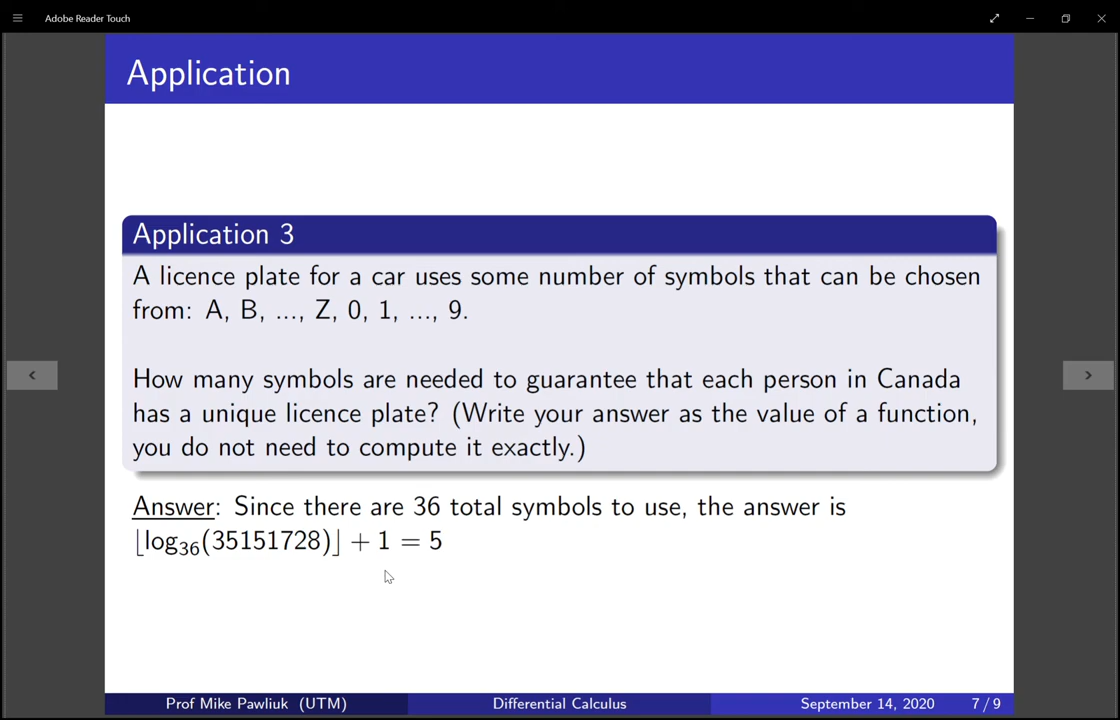 Adobe Reader Touch
Application
Application 3
A licence plate for a car uses some number of symbols that can be chosen
from: A, B, ..., Z, 0, 1, ..., 9.
How many symbols are needed to guarantee that each person in Canada
has a unique licence plate? (Write your answer as the value of a function,
you do not need to compute it exactly.)
Answer: Since there are 36 total symbols to use, the answer is
⌊log₃₆(35151728)⌋ + 1 = 5
Prof Mike Pawliuk (UTM) Differential Calculus September 14, 2020 7 / 9